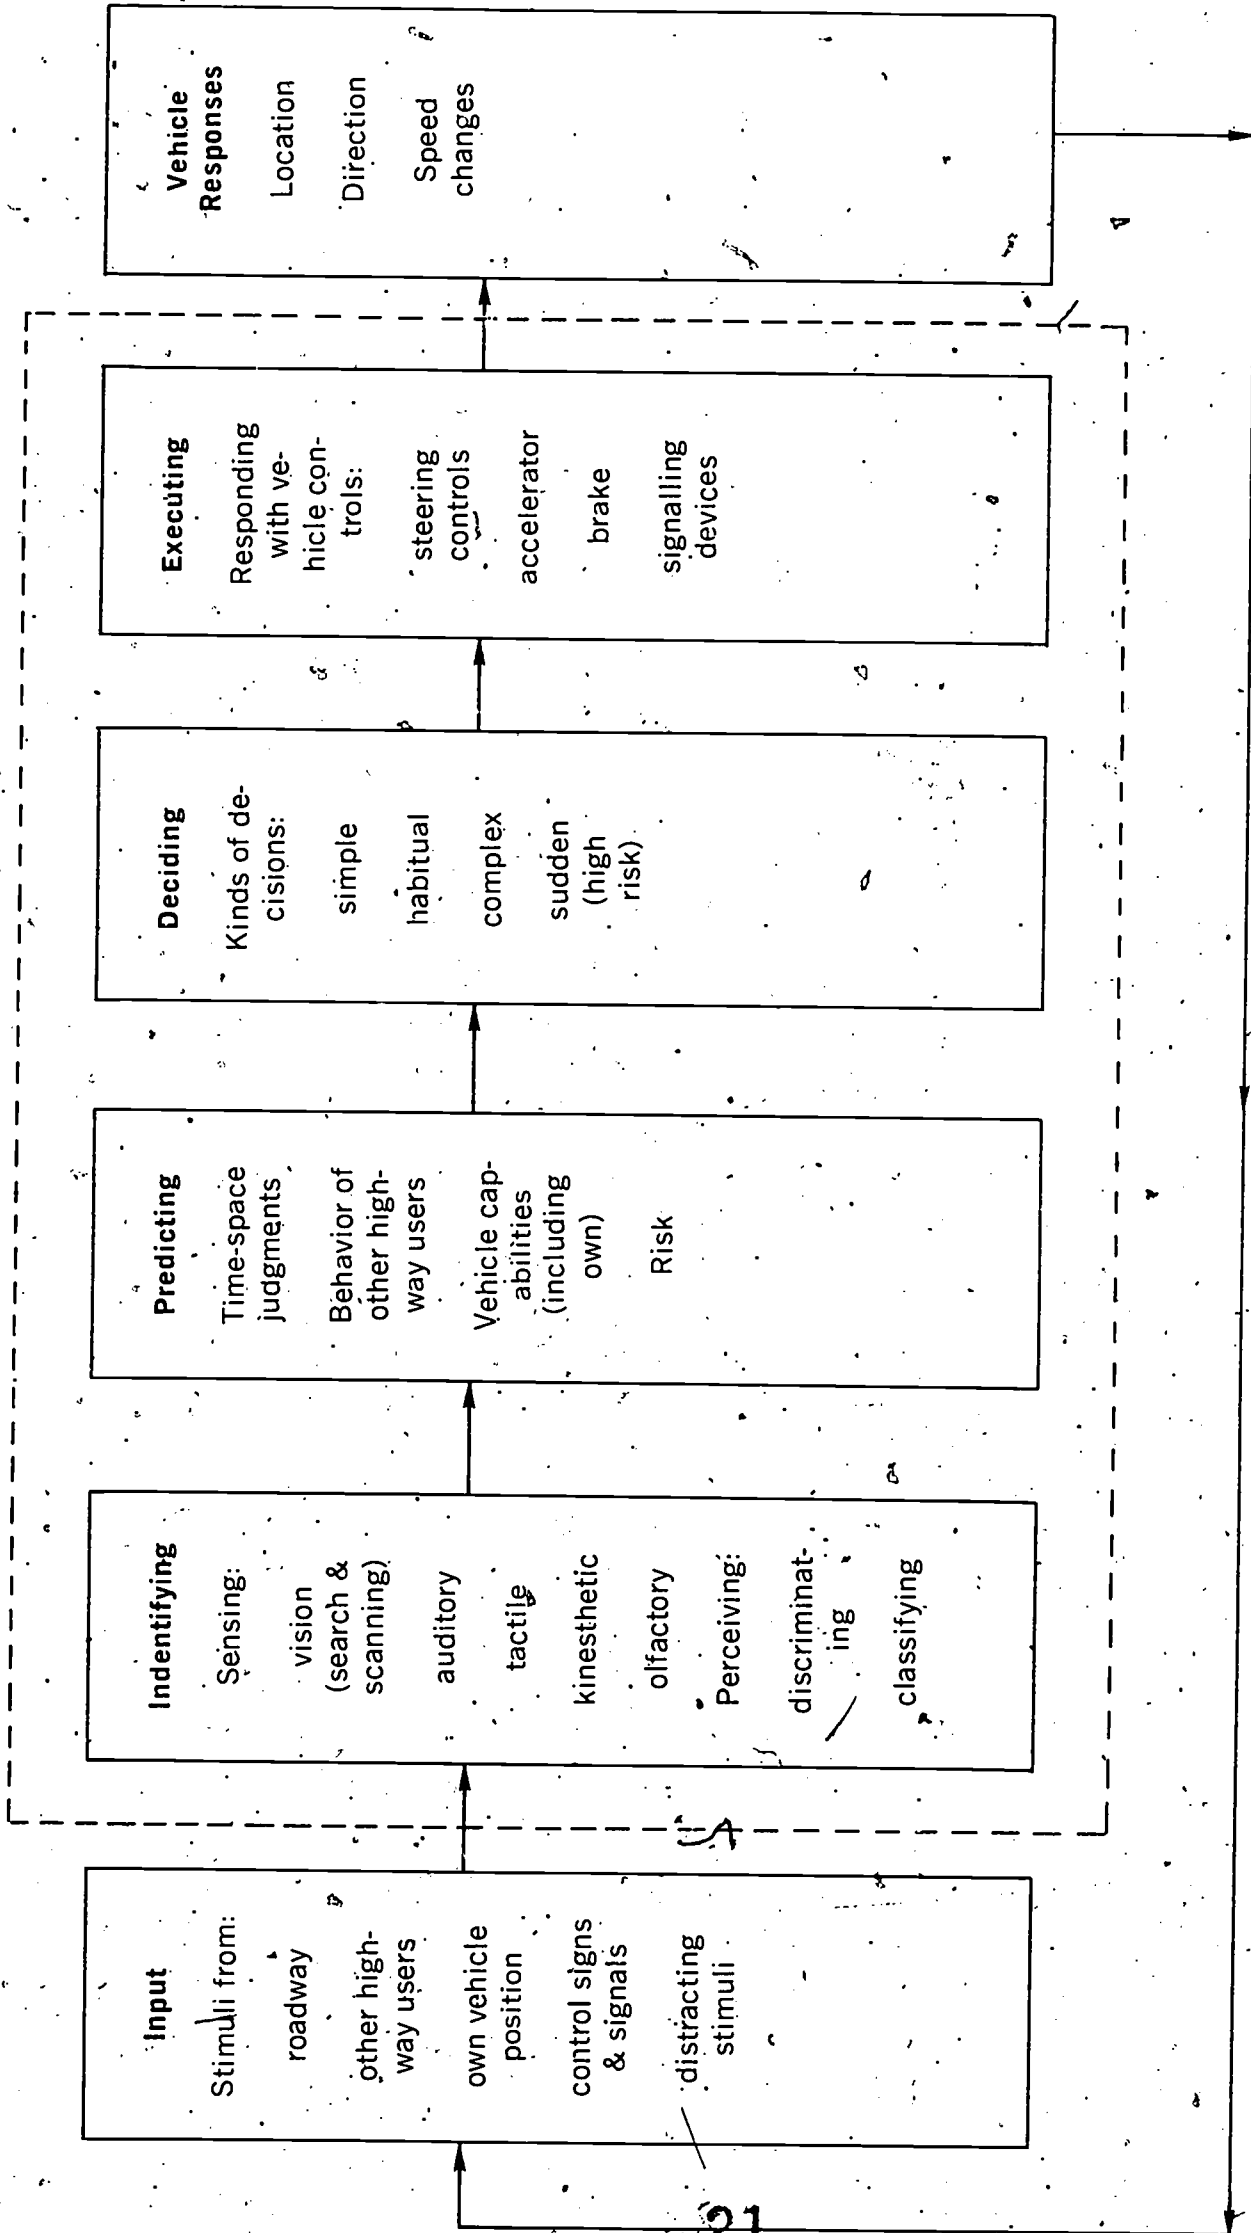 Input
Stimuli from:
roadway
other high-
way users
own vehicle
position
control signs
& signals
distracting
stimuli
Indentifying
Sensing:
vision
(search &
scanning)
auditory
tactile
kinesthetic
olfactory
Perceiving:
discriminat-
ing
classifying
Predicting
Time-space
judgments
Behavior of
other high-
way users
Vehicle cap-
abilities
(including
own)
Risk
Deciding
Kinds of de-
cisions:
simple
habitual
complex
sudden
(high
risk)
Executing
Responding
with ve-
hicle con-
trols:
steering
controls
accelerator
brake
signalling
devices
Vehicle
Responses
Location
Direction
Speed
changes